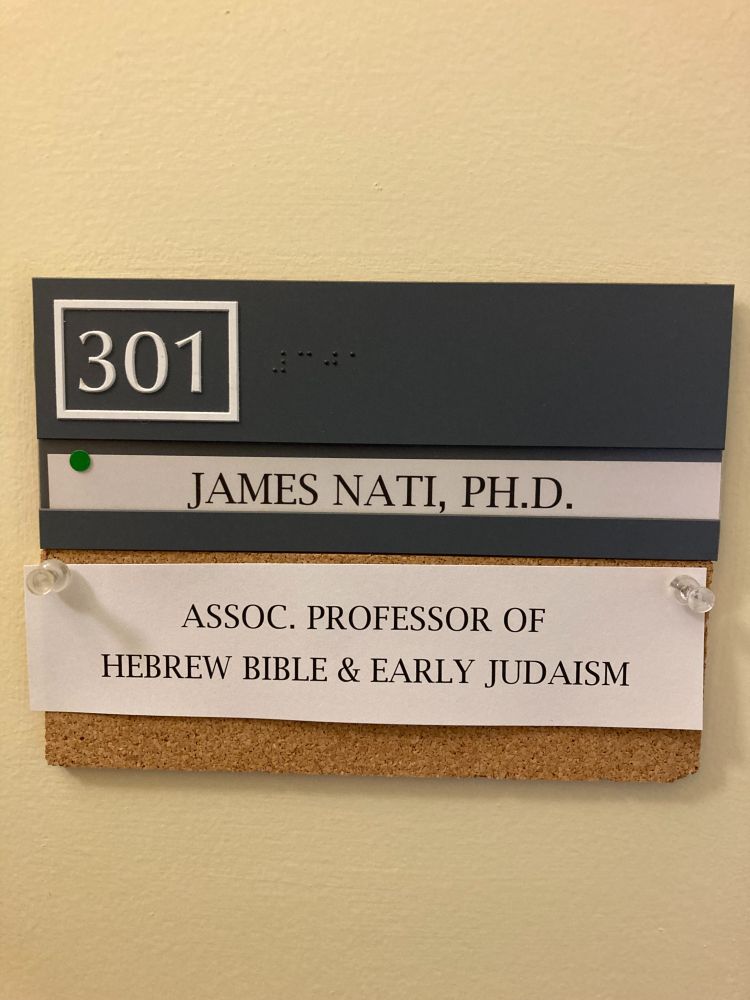 301
⠼⠉⠚⠁
JAMES NATI, PH.D.
ASSOC. PROFESSOR OF
HEBREW BIBLE & EARLY JUDAISM